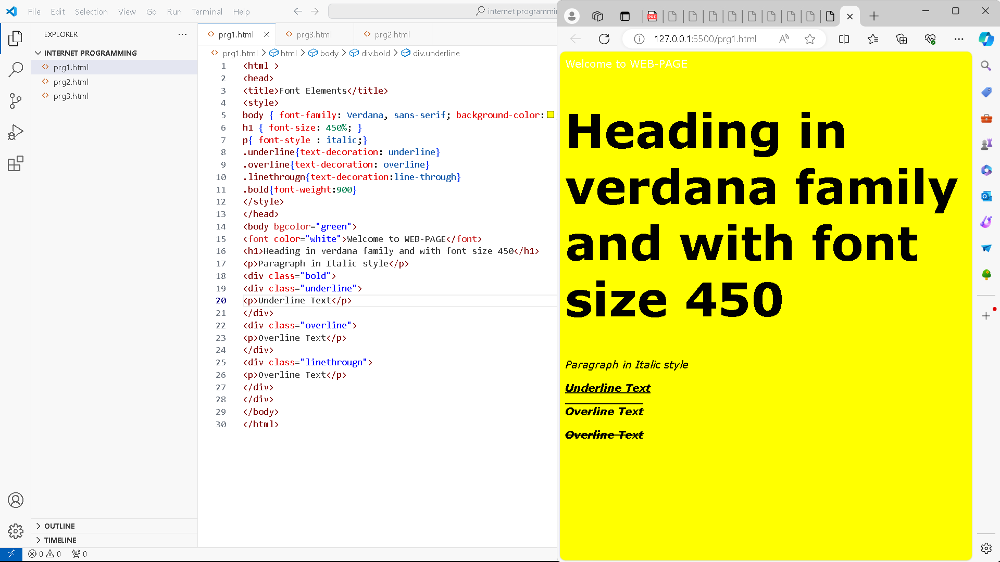 File Edit Selection View Go Run Terminal Help
internet programmi
EXPLORER
INTERNET PROGRAMMING
prg1.html
prg2.html
prg3.html
OUTLINE
TIMELINE
0 0 0
prg1.html prg3.html prg2.html
prg1.html > html > body > div.bold > div.underline
1 <html >
2 <head>
3 <title>Font Elements</title>
4 <style>
5 body { font-family: Verdana, sans-serif; background-color:
6 h1 { font-size: 450%; }
7 p{ font-style : italic;}
8 .underline{text-decoration: underline}
9 .overline{text-decoration: overline}
10 .linethrougn{text-decoration:line-through}
11 .bold{font-weight:900}
12 </style>
13 </head>
14 <body bgcolor="green">
15 <font color="white">Welcome to WEB-PAGE</font>
16 <h1>Heading in verdana family and with font size 450</h1>
17 <p>Paragraph in Italic style</p>
18 <div class="bold">
19 <div class="underline">
20 <p>Underline Text</p>
21 </div>
22 <div class="overline">
23 <p>Overline Text</p>
24 </div>
25 <div class="linethrougn">
26 <p>Overline Text</p>
27 </div>
28 </div>
29 </body>
30 </html>
PDF
127.0.0.1:5500/prg1.html
Welcome to WEB-PAGE
Heading in
verdana family
and with font
size 450
Paragraph in Italic style
Underline Text
Overline Text
Overline Text